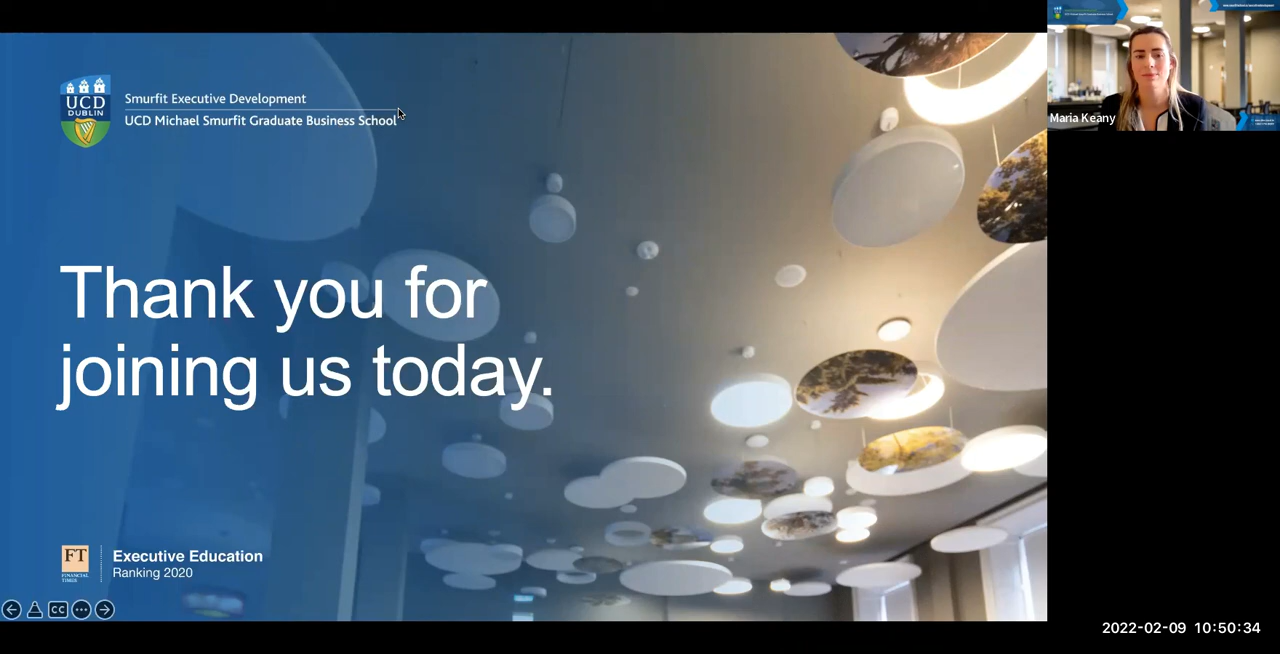 UCD
DUBLIN
Smurfit Executive Development
UCD Michael Smurfit Graduate Business School
Thank you for
joining us today.
FT
FINANCIAL
TIMES
Executive Education
Ranking 2020
CC
Maria Keany
2022-02-09 10:50:34